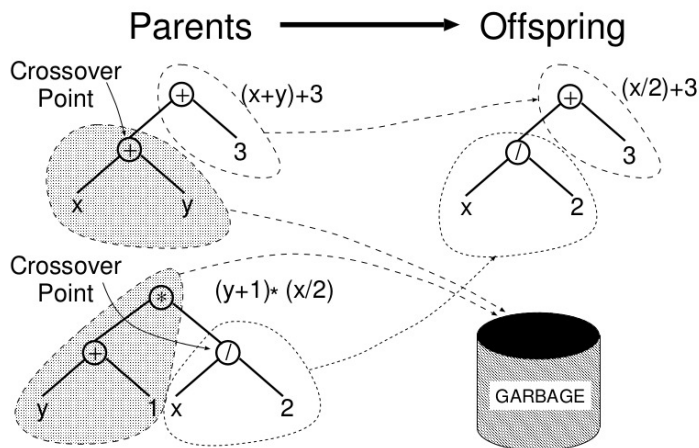 Parents
Offspring
Crossover
Point
+
(x+y)+3
3
+
x
y
+
(x/2)+3
3
/
x
2
Crossover
Point
*
(y+1)* (x/2)
+
y
1
/
x
2
GARBAGE